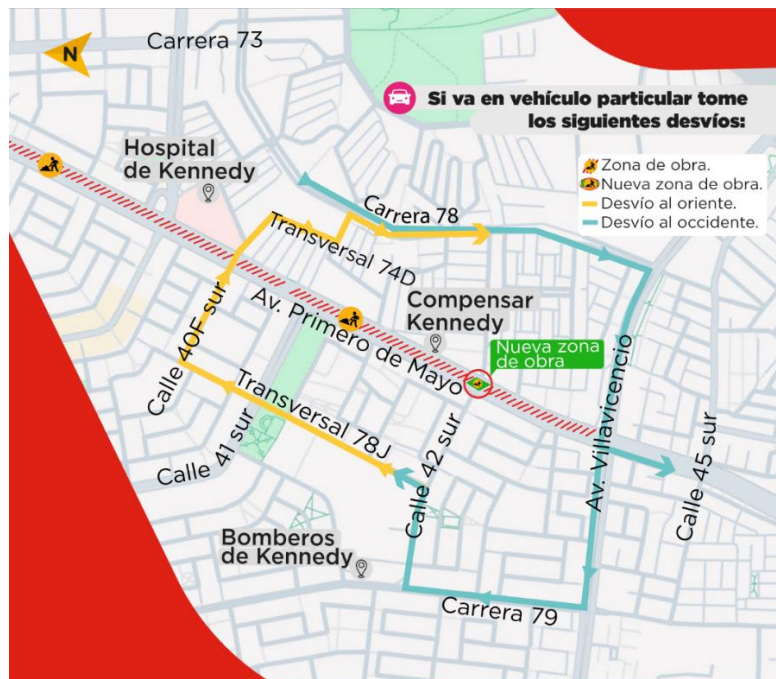 N
Carrera 73
Si va en vehículo particular tome
los siguientes desvíos:
Zona de obra.
Nueva zona de obra.
Desvío al oriente.
Desvío al occidente.
Hospital
de Kennedy
Carrera 78
Transversal 74D
Calle 40F sur
Av. Primero de Mayo
Compensar
Kennedy
Nueva zona
de obra
Av. Villavicencio
Transversal 78J
Calle 41 sur
Calle 42 sur
Calle 45 sur
Bomberos
de Kennedy
Carrera 79